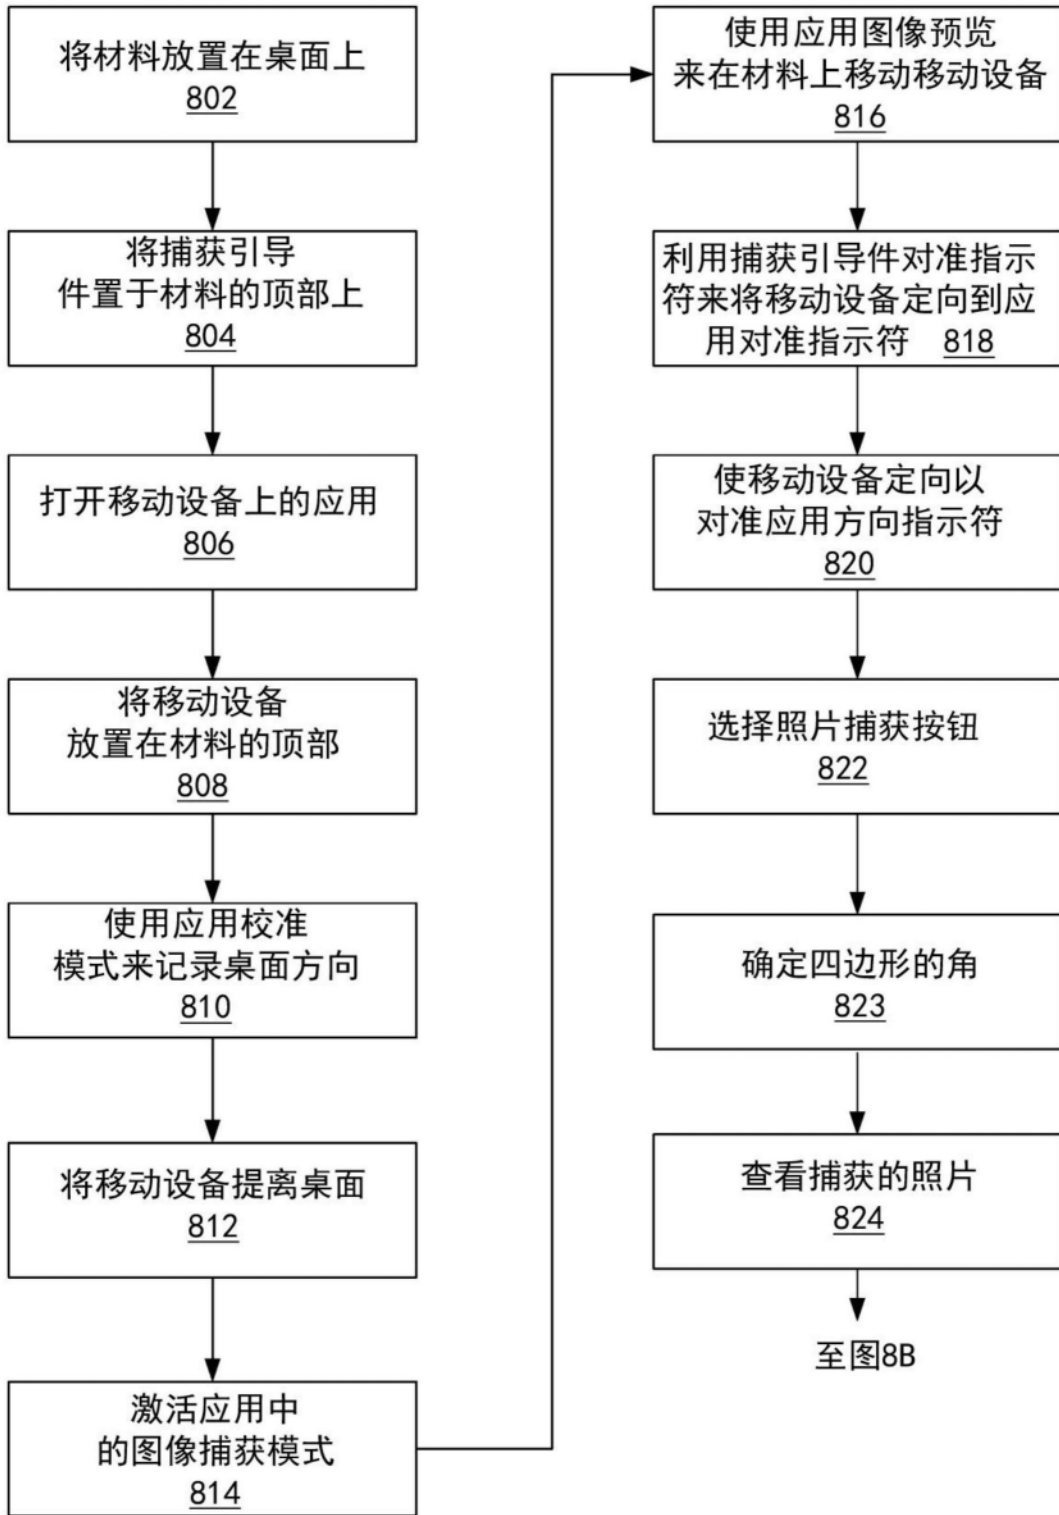 将材料放置在桌面上
802
将捕获引导
件置于材料的顶部上
804
打开移动设备上的应用
806
将移动设备
放置在材料的顶部
808
使用应用校准
模式来记录桌面方向
810
将移动设备提离桌面
812
激活应用中
的图像捕获模式
814
使用应用图像预览
来在材料上移动移动设备
816
利用捕获引导件对准指示
符来将移动设备定向到应
用对准指示符 818
使移动设备定向以
对准应用方向指示符
820
选择照片捕获按钮
822
确定四边形的角
823
查看捕获的照片
824
至图8B